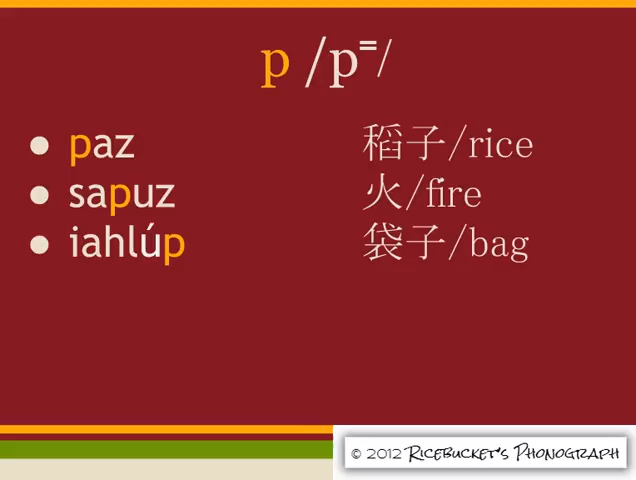 p /p⁼/
● paz 稻子/rice
● sapuz 火/fire
● iahlúp 袋子/bag
© 2012 Ricebucket's Phonograph